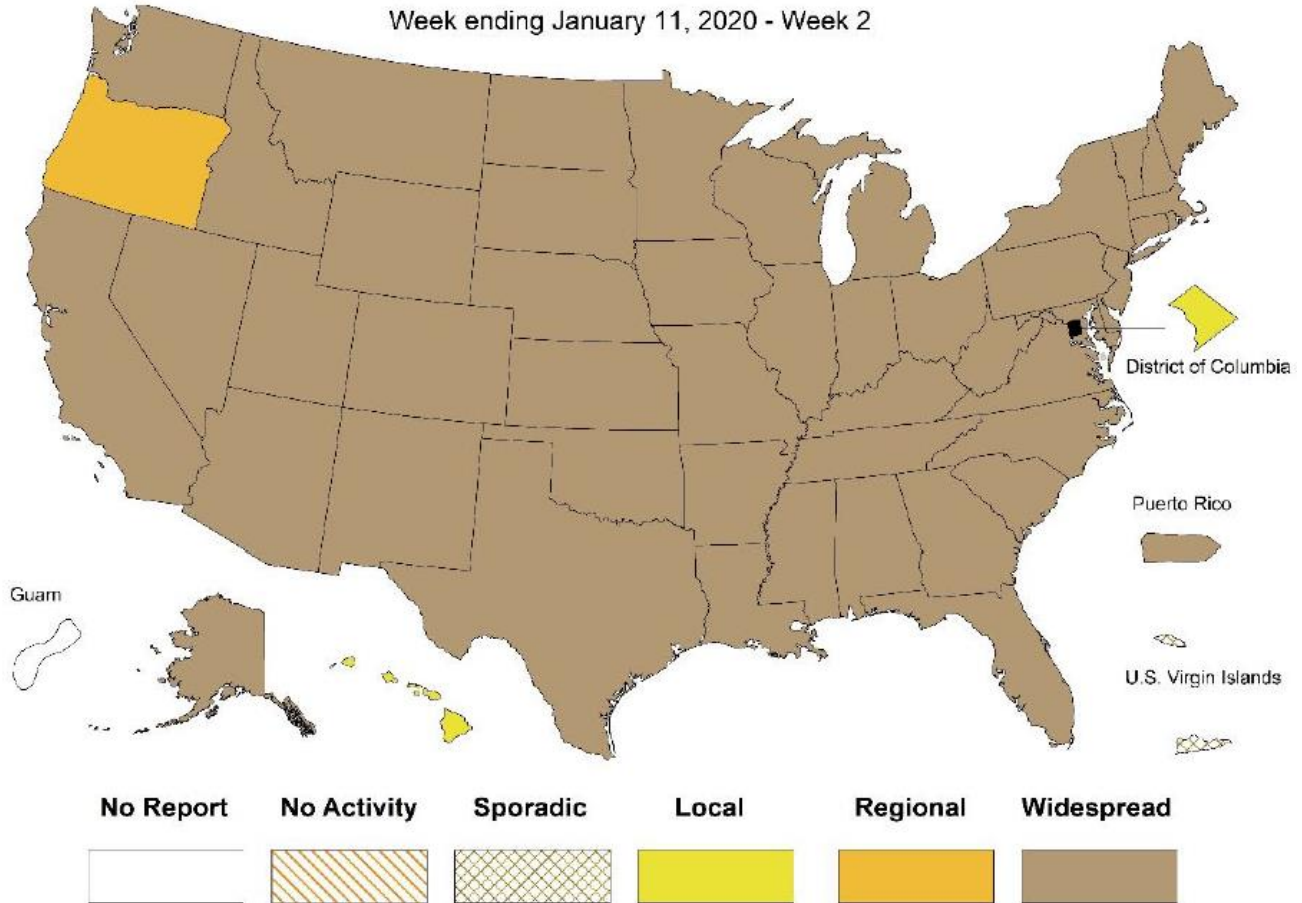 Week ending January 11, 2020 - Week 2
District of Columbia
Puerto Rico
Guam
U.S. Virgin Islands
No Report No Activity Sporadic Local Regional Widespread